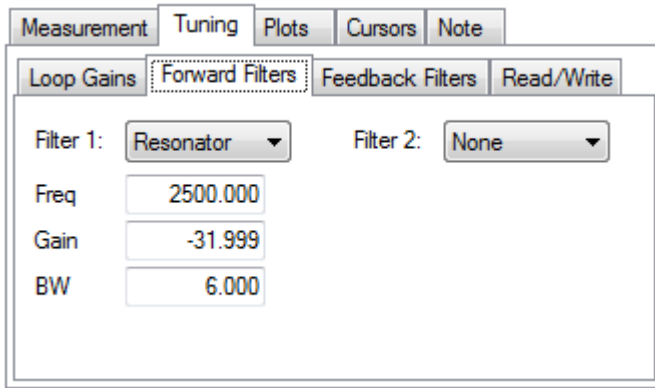 Measurement Tuning Plots Cursors Note
Loop Gains Forward Filters Feedback Filters Read/Write
Filter 1: Resonator Filter 2: None
Freq 2500.000
Gain -31.999
BW 6.000